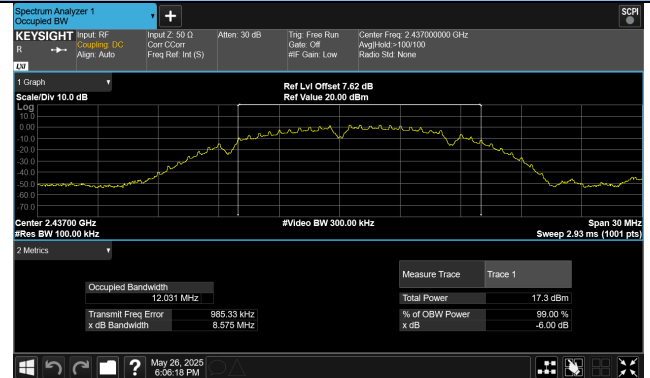 Spectrum Analyzer 1
Occupied BW
SCPI
KEYSIGHT Input: RF Input Z: 50 Ω Atten: 30 dB Trig: Free Run Center Freq: 2.437000000 GHz
R Coupling: DC Corr CCorr Gate: Off Avg|Hold:>100/100
Align: Auto Freq Ref: Int (S) #IF Gain: Low Radio Std: None
LXI
1 Graph
Ref Lvl Offset 7.62 dB
Scale/Div 10.0 dB Ref Value 20.00 dBm
Log
10.0
0.00
-10.0
-20.0
-30.0
-40.0
-50.0
-60.0
-70.0
Center 2.43700 GHz #Video BW 300.00 kHz Span 30 MHz
#Res BW 100.00 kHz Sweep 2.93 ms (1001 pts)
2 Metrics
Measure Trace Trace 1
Occupied Bandwidth
12.031 MHz Total Power 17.3 dBm
Transmit Freq Error 985.33 kHz % of OBW Power 99.00 %
x dB Bandwidth 8.575 MHz x dB -6.00 dB
May 26, 2025
6:06:18 PM